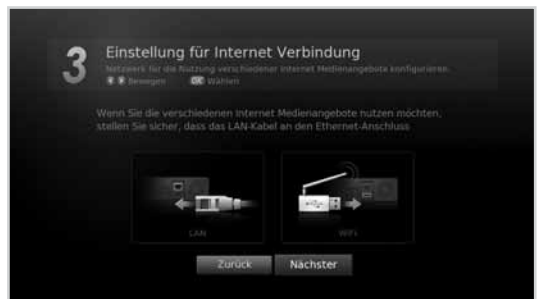 3
Einstellung für Internet Verbindung
Netzwerk für die Nutzung verschiedener Internet Medienangebote konfigurieren.
Bewegen OK Wählen
Wenn Sie die verschiedenen Internet Medienangebote nutzen möchten,
stellen Sie sicher, dass das LAN-Kabel an den Ethernet-Anschluss
LAN WiFi
Zurück Nächster